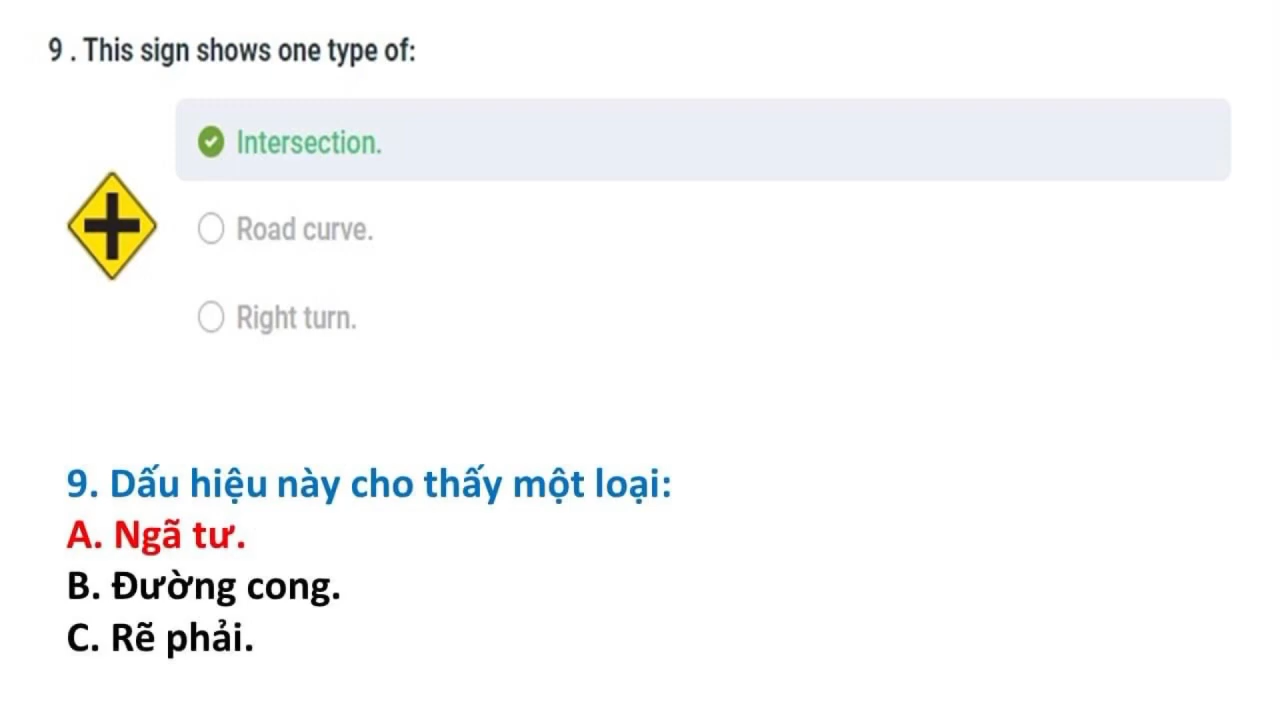 9 . This sign shows one type of:
Intersection.
Road curve.
Right turn.
9. Dấu hiệu này cho thấy một loại:
A. Ngã tư.
B. Đường cong.
C. Rẽ phải.